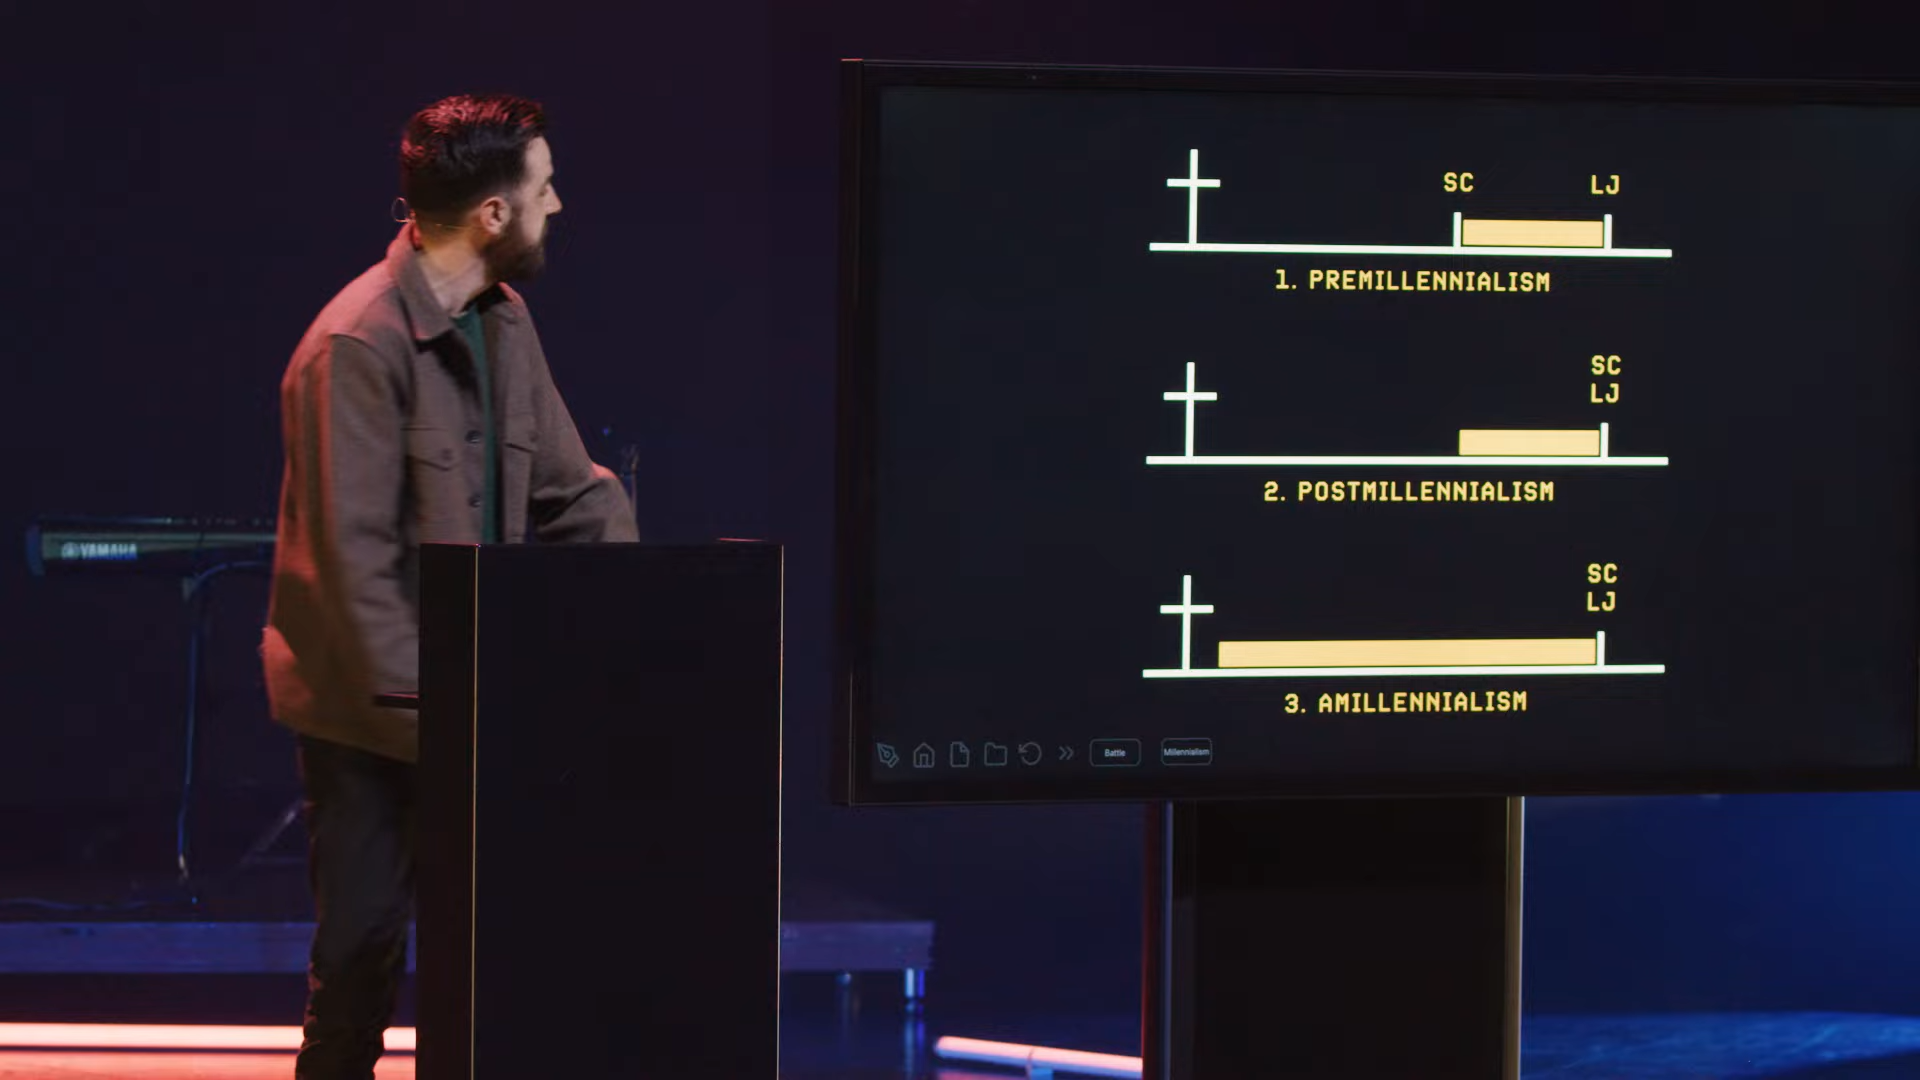 SC LJ
1. PREMILLENNIALISM
SC
LJ
2. POSTMILLENNIALISM
SC
LJ
3. AMILLENNIALISM
Battle Millennialism
YAMAHA